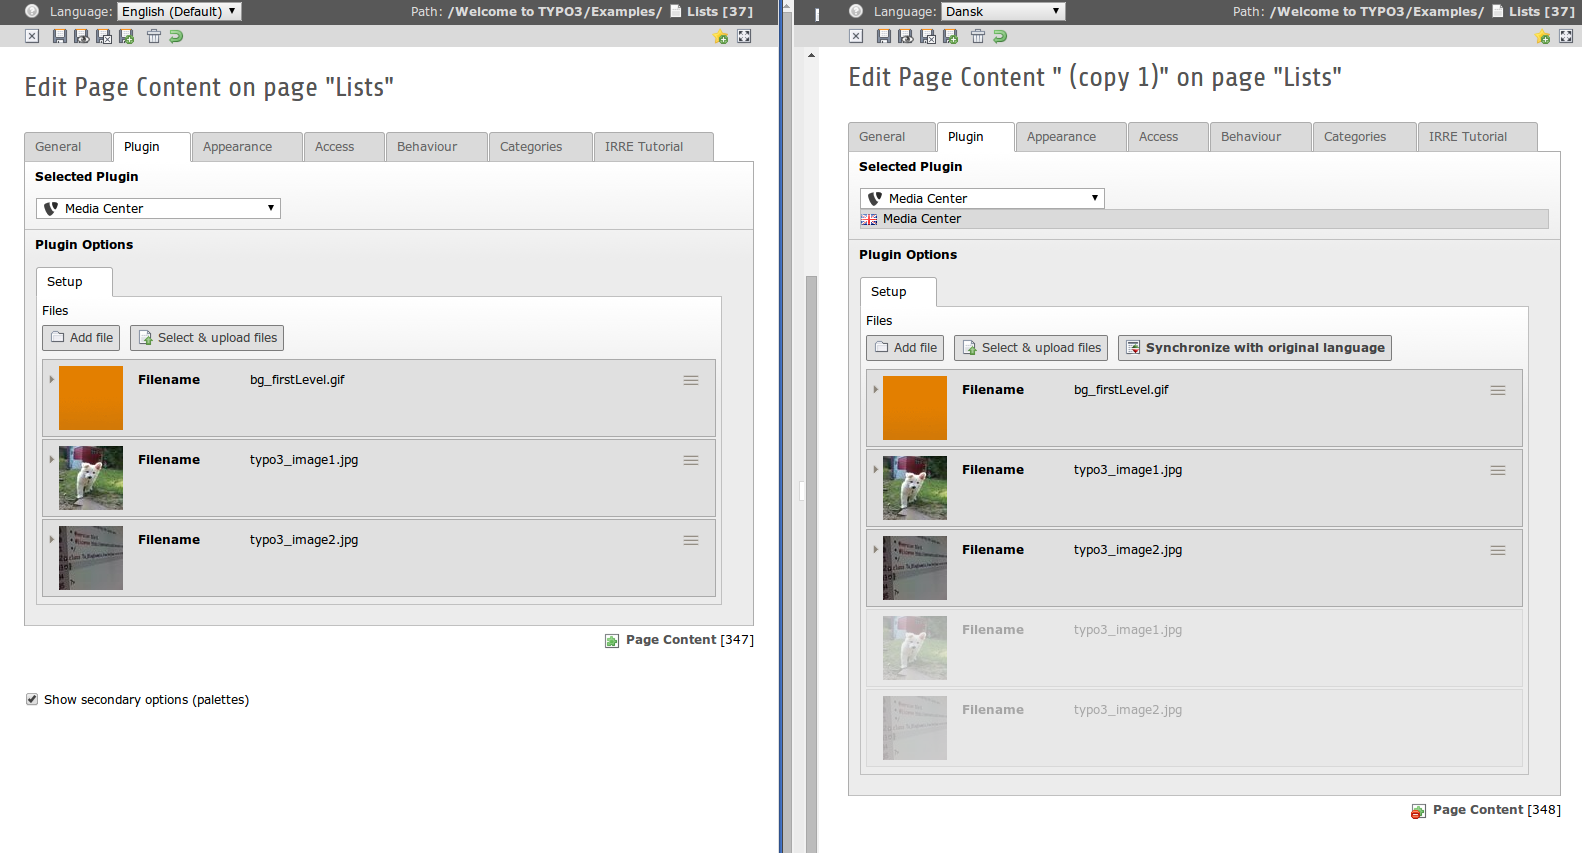 Language: English (Default) Path: /Welcome to TYPO3/Examples/ Lists [37]
Edit Page Content on page "Lists"
General Plugin Appearance Access Behaviour Categories IRRE Tutorial
Selected Plugin
Media Center
Plugin Options
Setup
Files
Add file Select & upload files
Filename bg_firstLevel.gif
Filename typo3_image1.jpg
Filename typo3_image2.jpg
Page Content [347]
Show secondary options (palettes)
Language: Dansk Path: /Welcome to TYPO3/Examples/ Lists [37]
Edit Page Content " (copy 1)" on page "Lists"
General Plugin Appearance Access Behaviour Categories IRRE Tutorial
Selected Plugin
Media Center
Media Center
Plugin Options
Setup
Files
Add file Select & upload files Synchronize with original language
Filename bg_firstLevel.gif
Filename typo3_image1.jpg
Filename typo3_image2.jpg
Filename typo3_image1.jpg
Filename typo3_image2.jpg
Page Content [348]